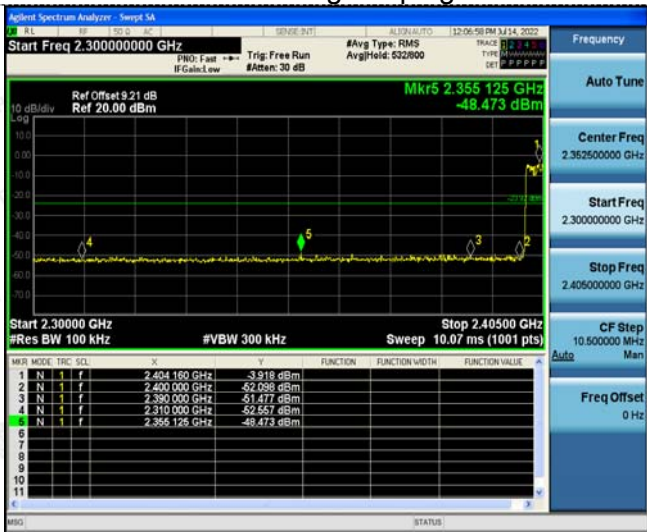 Agilent Spectrum Analyzer - Swept SA
RL RF 50 Ω AC SENSE:INT ALIGN AUTO 12:06:58 PM Jul 14, 2022
Start Freq 2.300000000 GHz
PNO: Fast
IFGain:Low
Trig: Free Run
#Atten: 30 dB
#Avg Type: RMS
Avg|Hold: 532/800
TRACE 1 2 3 4 5 6
TYPE
DET P P P P P P
Frequency
Auto Tune
Ref Offset 9.21 dB
Ref 20.00 dBm
Mkr5 2.355 125 GHz
-48.473 dBm
10 dB/div
Log
10.0
0.00
-10.0
-20.0
-30.0
-40.0
-50.0
-60.0
-70.0
1
2
3
4
5
Center Freq
2.352500000 GHz
Start Freq
2.300000000 GHz
Stop Freq
2.405000000 GHz
Start 2.30000 GHz
Stop 2.40500 GHz
#Res BW 100 kHz
#VBW 300 kHz
Sweep 10.07 ms (1001 pts)
CF Step
10.500000 MHz
Auto Man
Freq Offset
0 Hz
MKR MODE TRC SCL X Y FUNCTION FUNCTION WIDTH FUNCTION VALUE
1 N 1 f 2.404 160 GHz -3.918 dBm
2 N 1 f 2.400 000 GHz -52.098 dBm
3 N 1 f 2.390 000 GHz -51.477 dBm
4 N 1 f 2.310 000 GHz -52.557 dBm
5 N 1 f 2.355 125 GHz -48.473 dBm
6
7
8
9
10
11
MSG
STATUS